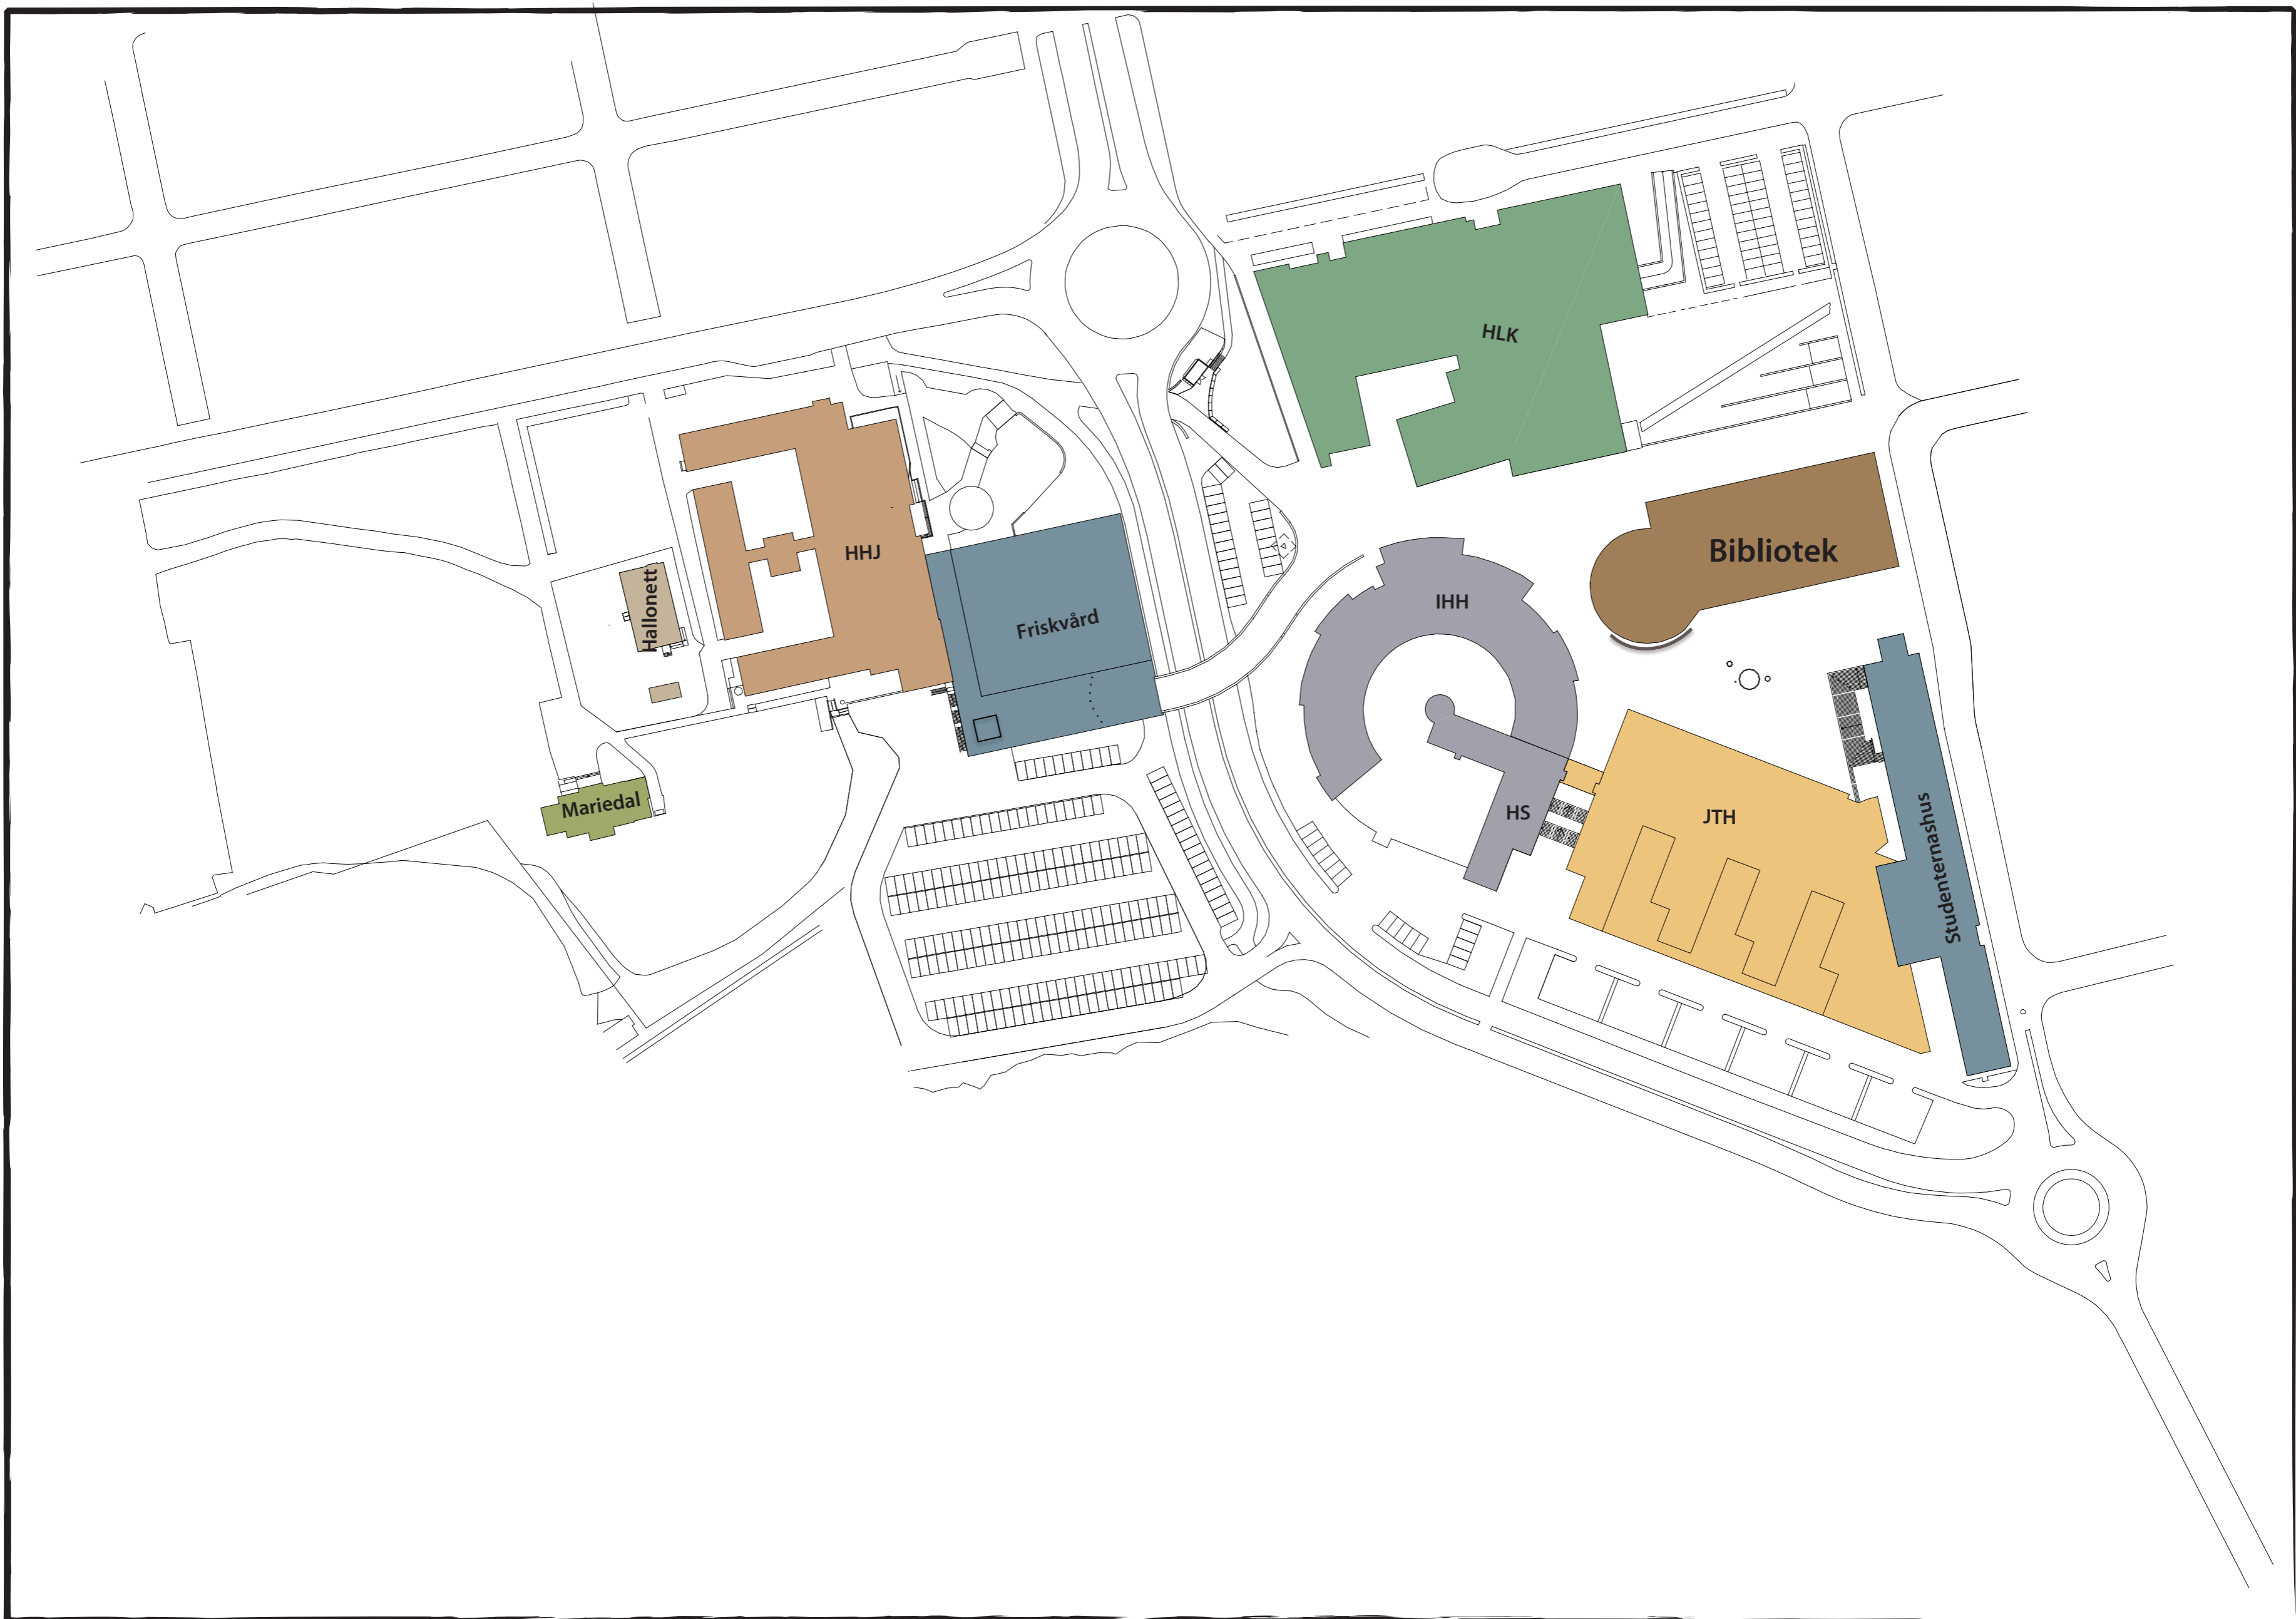 HLK
HHJ
Bibliotek
Hallonett
Friskvård
IHH
Mariedal
HS
JTH
Studenternashus